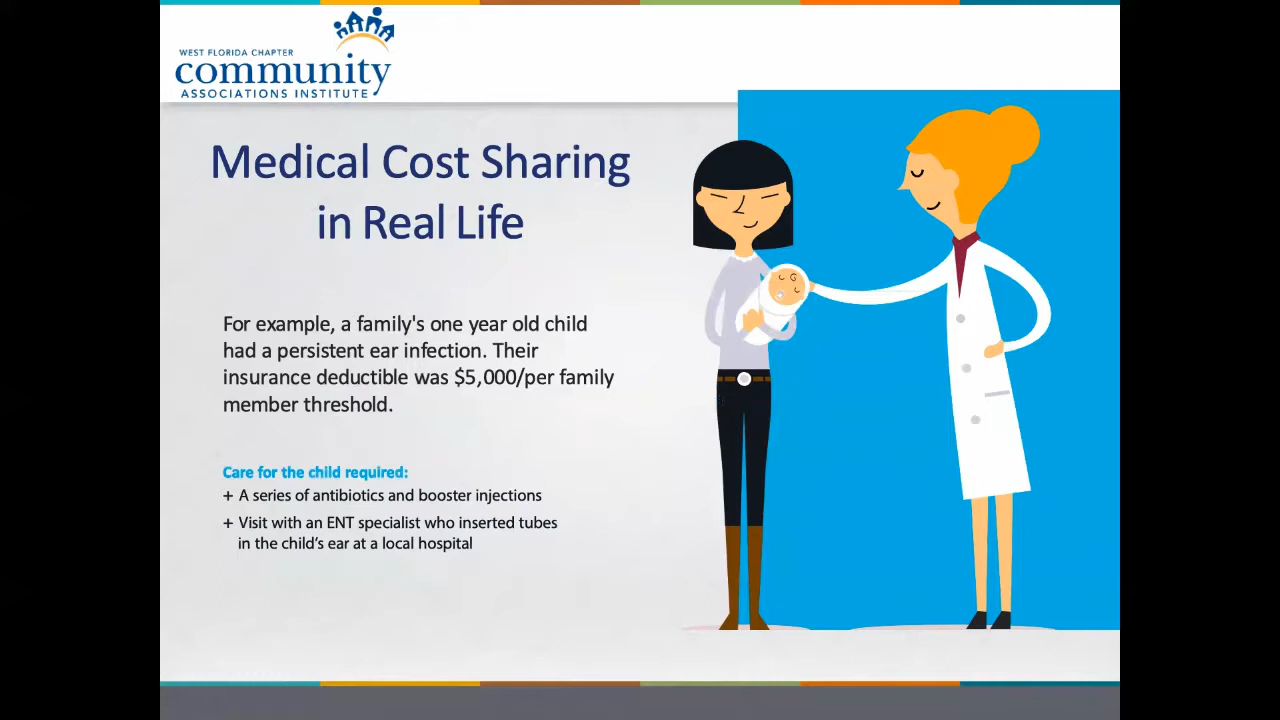 WEST FLORIDA CHAPTER
community
ASSOCIATIONS INSTITUTE
Medical Cost Sharing
in Real Life
For example, a family's one year old child
had a persistent ear infection. Their
insurance deductible was $5,000/per family
member threshold.
Care for the child required:
+ A series of antibiotics and booster injections
+ Visit with an ENT specialist who inserted tubes
in the child’s ear at a local hospital